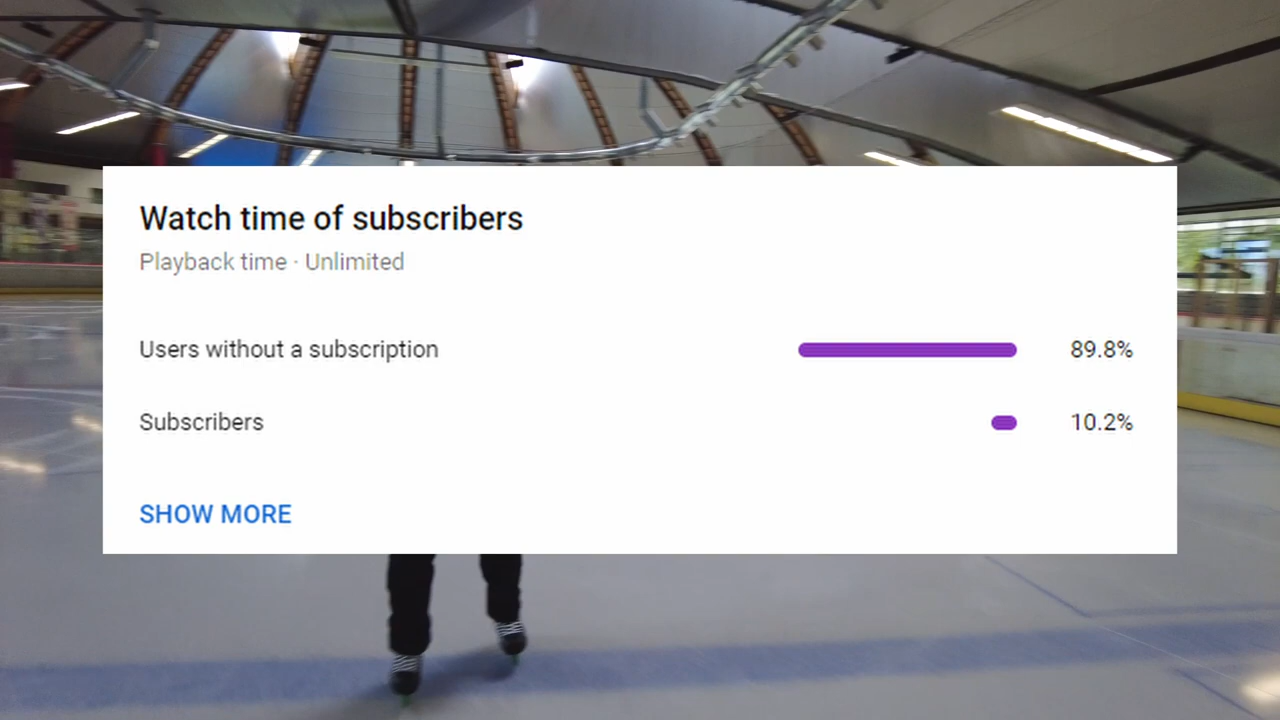 Watch time of subscribers
Playback time · Unlimited
Users without a subscription 89.8%
Subscribers 10.2%
SHOW MORE